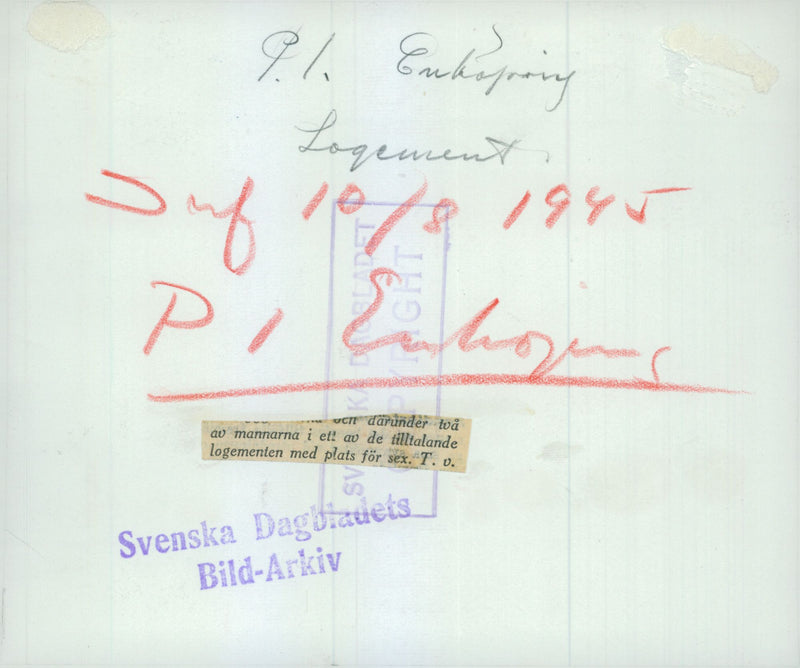 P. 1. Enköping
Logement
Inf 10/8 1945
P 1 Enköping
SVENSKA DAGBLADET
COPYRIGHT
och därunder två
av mannarna i ett av de tilltalande
logementen med plats för sex. T. v.
Svenska Dagbladets
Bild-Arkiv